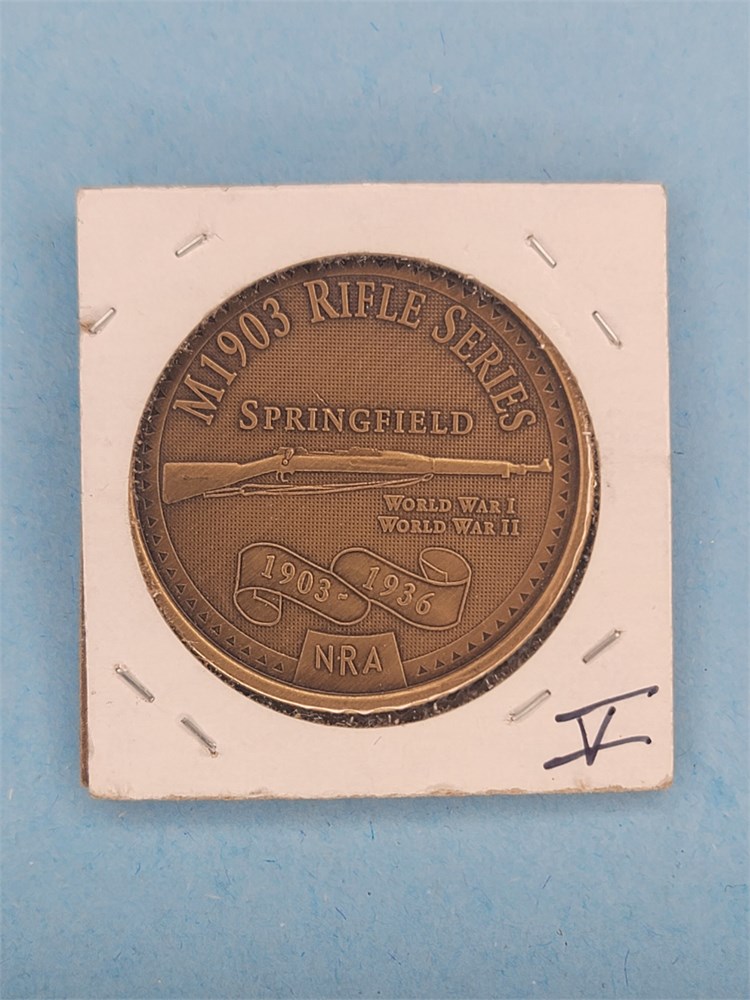 M1903 RIFLE SERIES
SPRINGFIELD
WORLD WAR I
WORLD WAR II
1903-1936
NRA
V